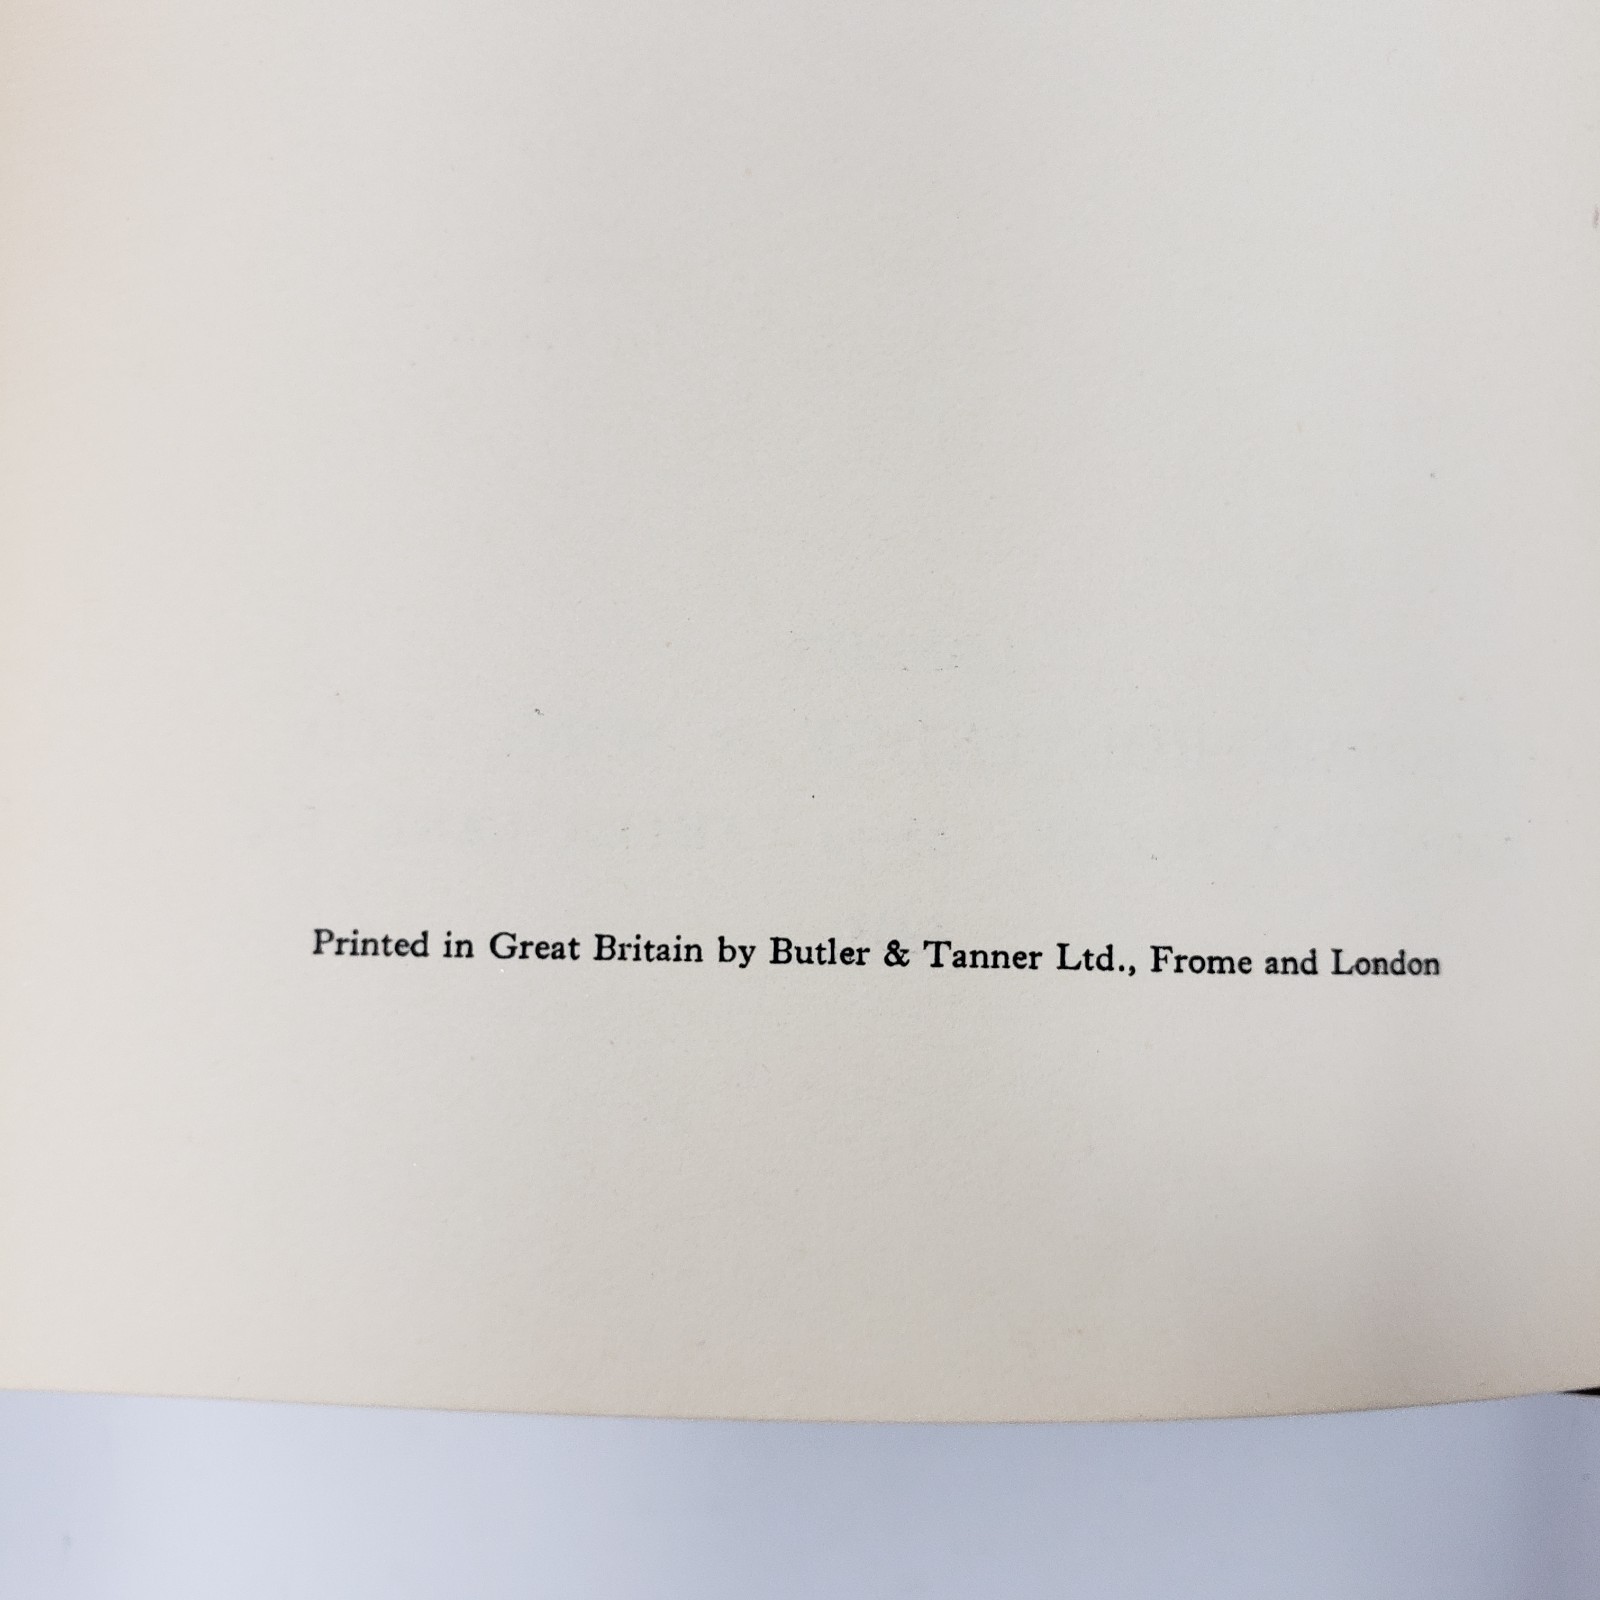 Printed in Great Britain by Butler & Tanner Ltd., Frome and London